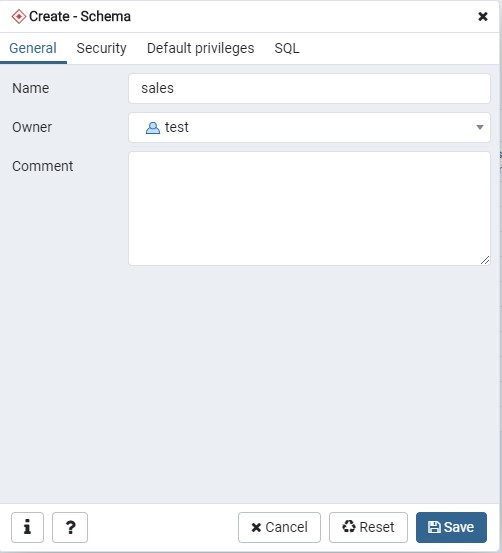 Create - Schema
General Security Default privileges SQL
Name sales
Owner test
Comment
i ? Cancel Reset Save